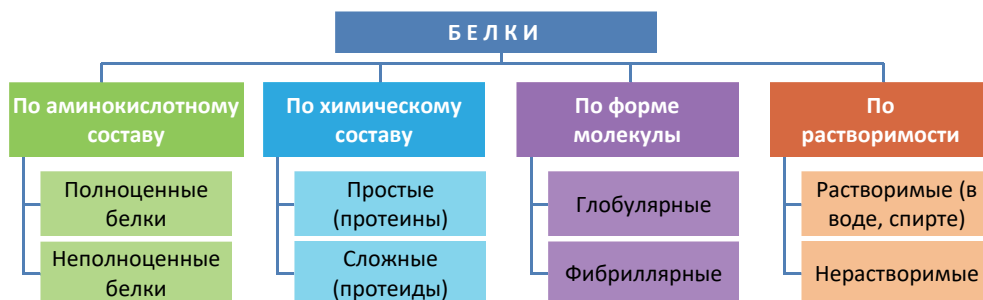 Б Е Л К И
По аминокислотному
составу
Полноценные
белки
Неполноценные
белки
По химическому
составу
Простые
(протеины)
Сложные
(протеиды)
По форме
молекулы
Глобулярные
Фибриллярные
По
растворимости
Растворимые (в
воде, спирте)
Нерастворимые